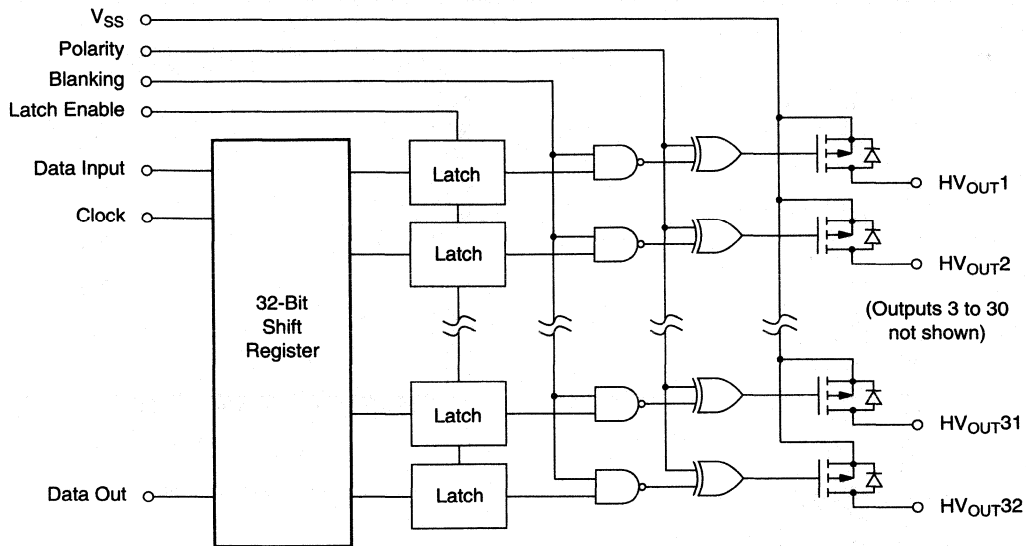 VSS
Polarity
Blanking
Latch Enable
Data Input
Clock
Data Out
32-Bit
Shift
Register
Latch
Latch
Latch
Latch
HVOUT1
HVOUT2
(Outputs 3 to 30
not shown)
HVOUT31
HVOUT32